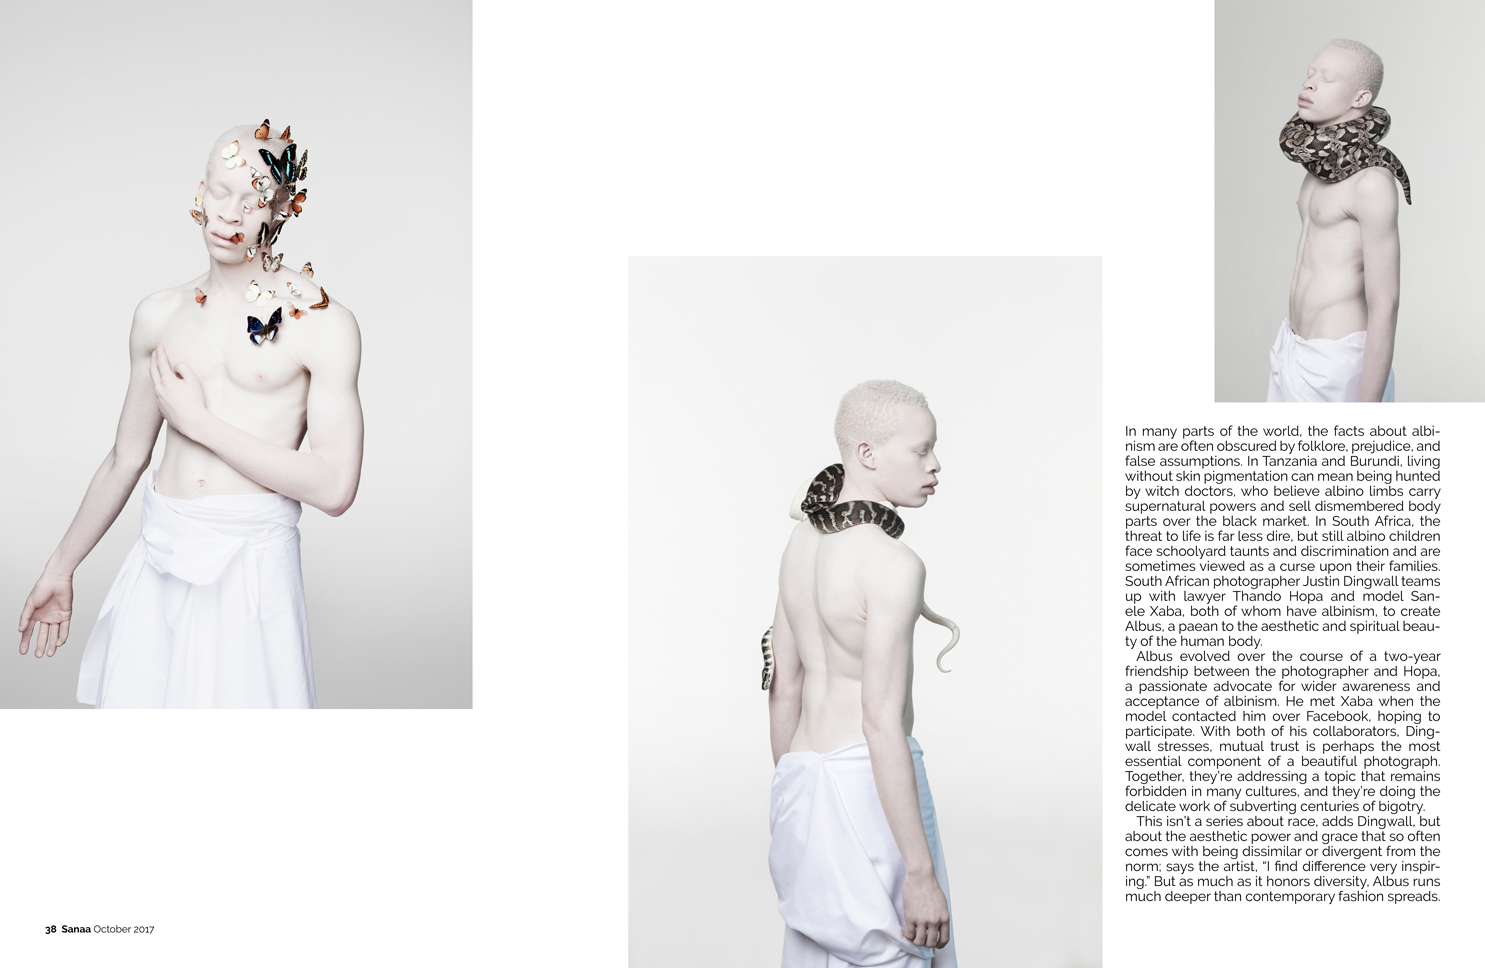 In many parts of the world, the facts about albi-
nism are often obscured by folklore, prejudice, and
false assumptions. In Tanzania and Burundi, living
without skin pigmentation can mean being hunted
by witch doctors, who believe albino limbs carry
supernatural powers and sell dismembered body
parts over the black market. In South Africa, the
threat to life is far less dire, but still albino children
face schoolyard taunts and discrimination and are
sometimes viewed as a curse upon their families.
South African photographer Justin Dingwall teams
up with lawyer Thando Hopa and model San-
ele Xaba, both of whom have albinism, to create
Albus, a paean to the aesthetic and spiritual beau-
ty of the human body.
Albus evolved over the course of a two-year
friendship between the photographer and Hopa,
a passionate advocate for wider awareness and
acceptance of albinism. He met Xaba when the
model contacted him over Facebook, hoping to
participate. With both of his collaborators, Ding-
wall stresses, mutual trust is perhaps the most
essential component of a beautiful photograph.
Together, they're addressing a topic that remains
forbidden in many cultures, and they're doing the
delicate work of subverting centuries of bigotry.
This isn't a series about race, adds Dingwall, but
about the aesthetic power and grace that so often
comes with being dissimilar or divergent from the
norm; says the artist, “I find difference very inspir-
ing.” But as much as it honors diversity, Albus runs
much deeper than contemporary fashion spreads.
38 Sanaa October 2017